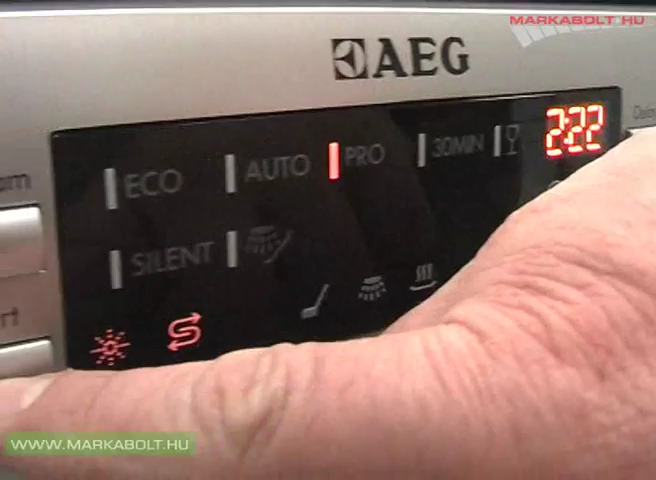 MARKABOLT HU
AEG
ECO AUTO PRO 30MIN 2:22
SILENT
WWW.MARKABOLT.HU